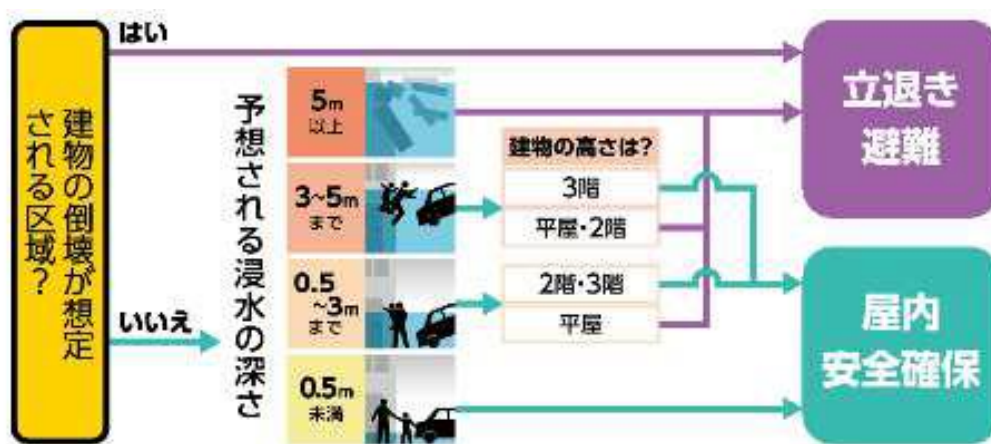 建物の倒壊が想定
される区域？
はい
いいえ
予想される浸水の深さ
5m
以上
3~5m
まで
0.5
~3m
まで
0.5m
未満
建物の高さは？
3階
平屋・2階
2階・3階
平屋
立退き
避難
屋内
安全確保